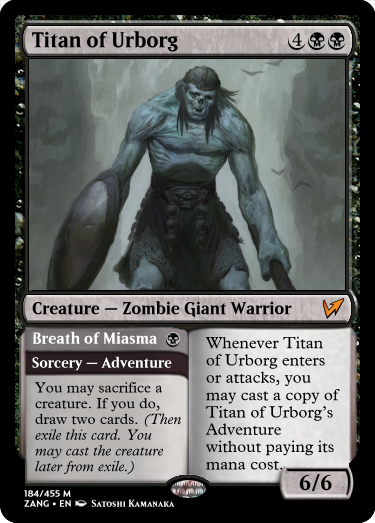 Titan of Urborg 4
Creature — Zombie Giant Warrior
Breath of Miasma
Sorcery — Adventure
You may sacrifice a
creature. If you do,
draw two cards. (Then
exile this card. You
may cast the creature
later from exile.)
Whenever Titan
of Urborg enters
or attacks, you
may cast a copy of
Titan of Urborg's
Adventure
without paying its
mana cost.
6/6
184/455 M
ZANG • EN Satoshi Kamanaka